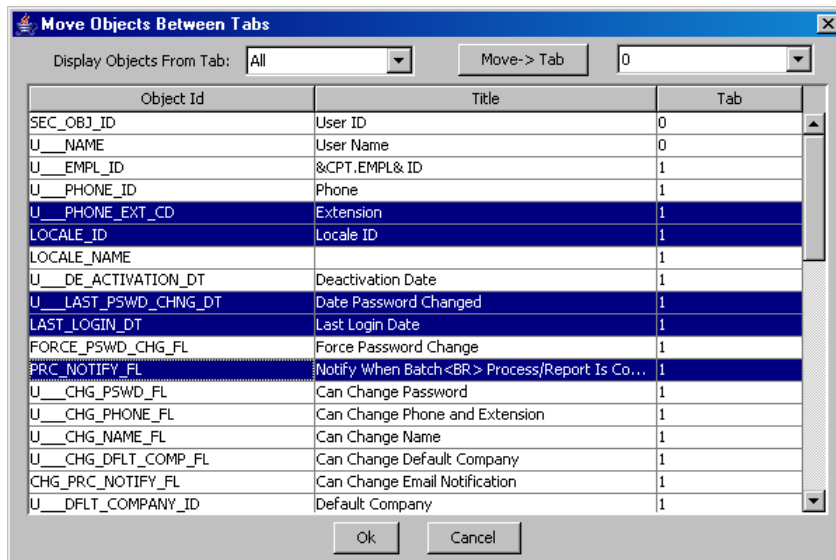 Move Objects Between Tabs
Display Objects From Tab: All Move-> Tab 0
Object Id Title Tab
SEC_OBJ_ID User ID 0
U___NAME User Name 0
U___EMPL_ID &CPT.EMPL& ID 1
U___PHONE_ID Phone 1
U___PHONE_EXT_CD Extension 1
LOCALE_ID Locale ID 1
LOCALE_NAME 1
U___DE_ACTIVATION_DT Deactivation Date 1
U___LAST_PSWD_CHNG_DT Date Password Changed 1
LAST_LOGIN_DT Last Login Date 1
FORCE_PSWD_CHG_FL Force Password Change 1
PRC_NOTIFY_FL Notify When Batch<BR> Process/Report Is Co... 1
U___CHG_PSWD_FL Can Change Password 1
U___CHG_PHONE_FL Can Change Phone and Extension 1
U___CHG_NAME_FL Can Change Name 1
U___CHG_DFLT_COMP_FL Can Change Default Company 1
CHG_PRC_NOTIFY_FL Can Change Email Notification 1
U___DFLT_COMPANY_ID Default Company 1
Ok Cancel